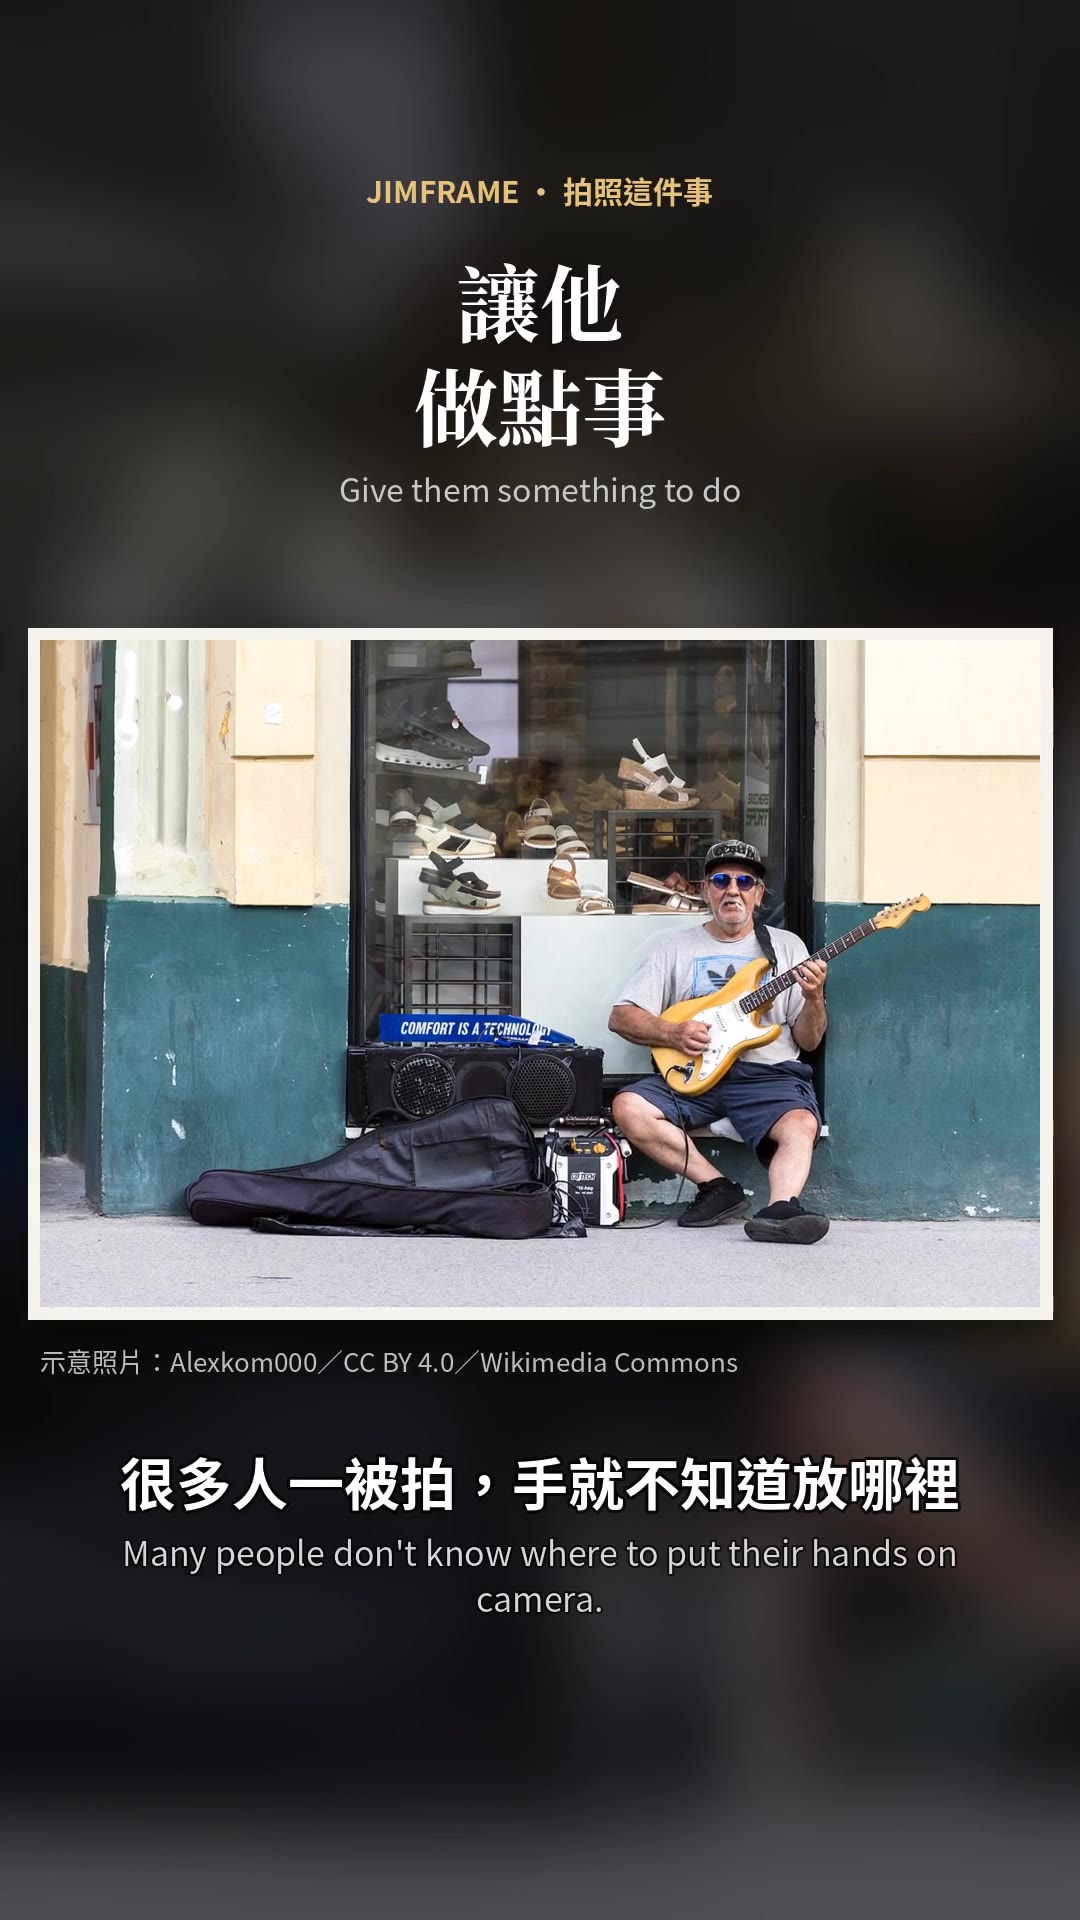 JIMFRAME · 拍照這件事
讓他
做點事
Give them something to do
COMFORT IS A TECHNOLOGY
示意照片：Alexkom000／CC BY 4.0／Wikimedia Commons
很多人一被拍，手就不知道放哪裡
Many people don't know where to put their hands on
camera.